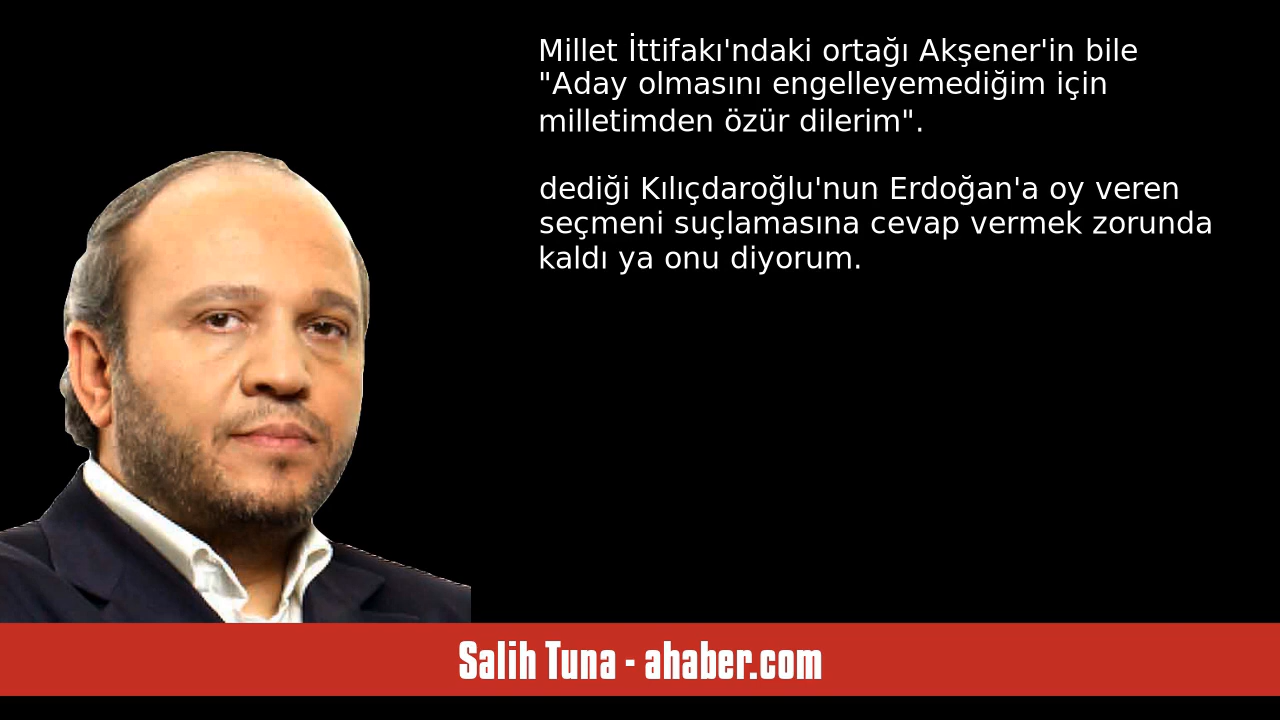 Millet İttifakı'ndaki ortağı Akşener'in bile
"Aday olmasını engelleyemediğim için
milletimden özür dilerim".
dediği Kılıçdaroğlu'nun Erdoğan'a oy veren
seçmeni suçlamasına cevap vermek zorunda
kaldı ya onu diyorum.
Salih Tuna - ahaber.com